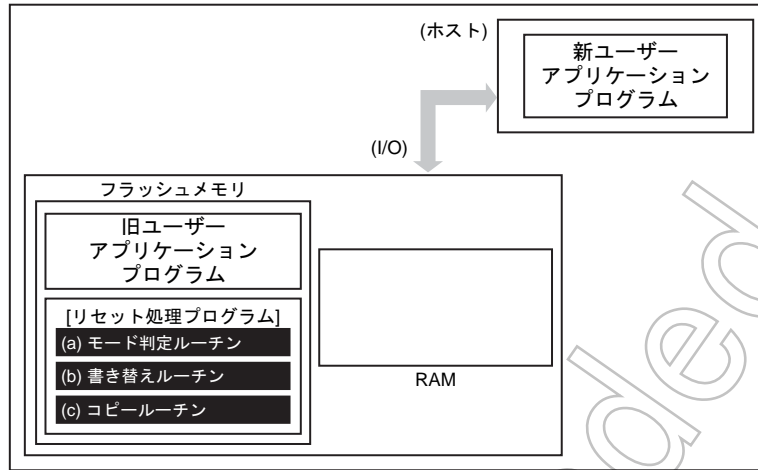 (ホスト)
新ユーザー
アプリケーション
プログラム
(I/O)
フラッシュメモリ
旧ユーザー
アプリケーション
プログラム
[リセット処理プログラム]
(a) モード判定ルーチン
(b) 書き替えルーチン
(c) コピールーチン
RAM
ded